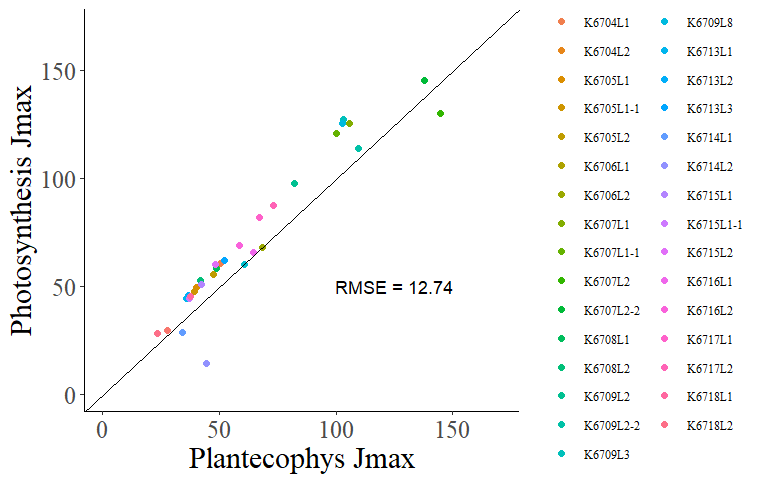 Photosynthesis Jmax
150
100
50
0
RMSE = 12.74
0
50
100
150
Plantecophys Jmax
K6704L1
K6704L2
K6705L1
K6705L1-1
K6705L2
K6706L1
K6706L2
K6707L1
K6707L1-1
K6707L2
K6707L2-2
K6708L1
K6708L2
K6709L2
K6709L2-2
K6709L3
K6709L8
K6713L1
K6713L2
K6713L3
K6714L1
K6714L2
K6715L1
K6715L1-1
K6715L2
K6716L1
K6716L2
K6717L1
K6717L2
K6718L1
K6718L2